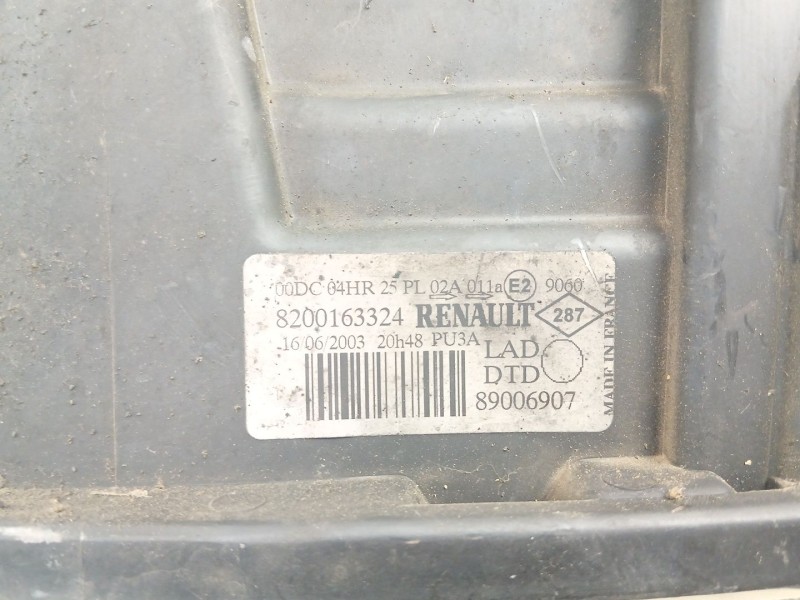 00DC 04HR 25 PL 02A 011a E2 9060
8200163324 RENAULT 287
16/06/2003 20h48 PU3A
LAD
DTD
89006907
MADE IN FRANCE